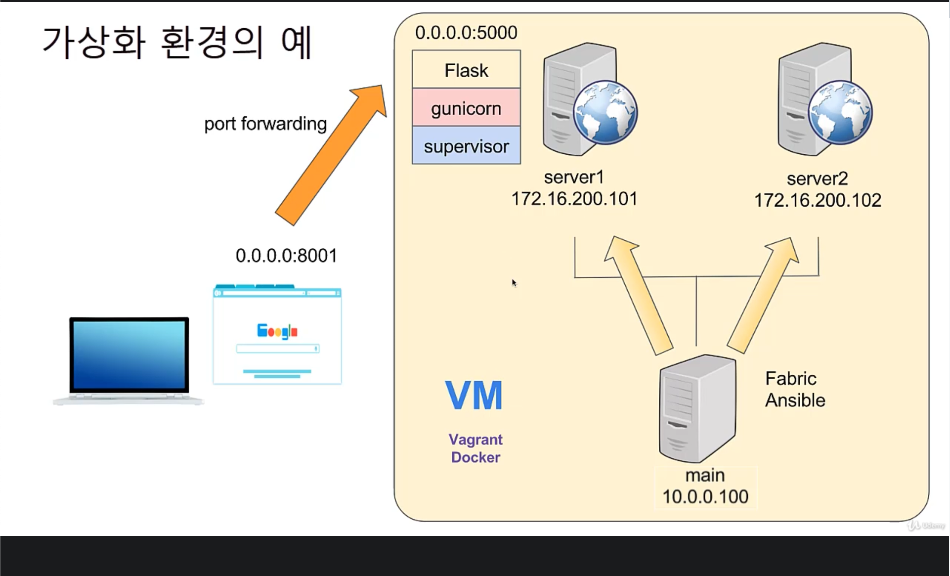 가상화 환경의 예
0.0.0.0:5000
Flask
gunicorn
supervisor
port forwarding
server1
172.16.200.101
server2
172.16.200.102
0.0.0.0:8001
Google
VM
Vagrant
Docker
Fabric
Ansible
main
10.0.0.100
Udemy